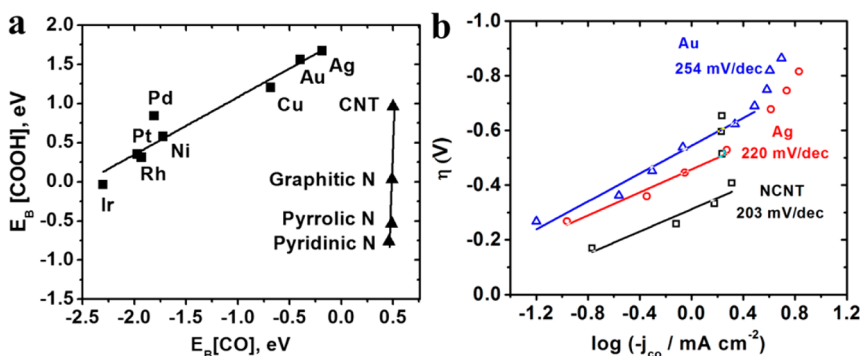 a
E_B [COOH], eV
2.0
1.5
1.0
0.5
0.0
-0.5
-1.0
-1.5
Ag
Au
Cu
CNT
Pd
Pt
Ni
Rh
Ir
Graphitic N
Pyrrolic N
Pyridinic N
-2.5 -2.0 -1.5 -1.0 -0.5 0.0 0.5
E_B[CO], eV
b
η (V)
-1.0
-0.8
-0.6
-0.4
-0.2
0.0
Au
254 mV/dec
Ag
220 mV/dec
NCNT
203 mV/dec
-1.2 -0.8 -0.4 0.0 0.4 0.8 1.2
log (-j_co / mA cm⁻²)